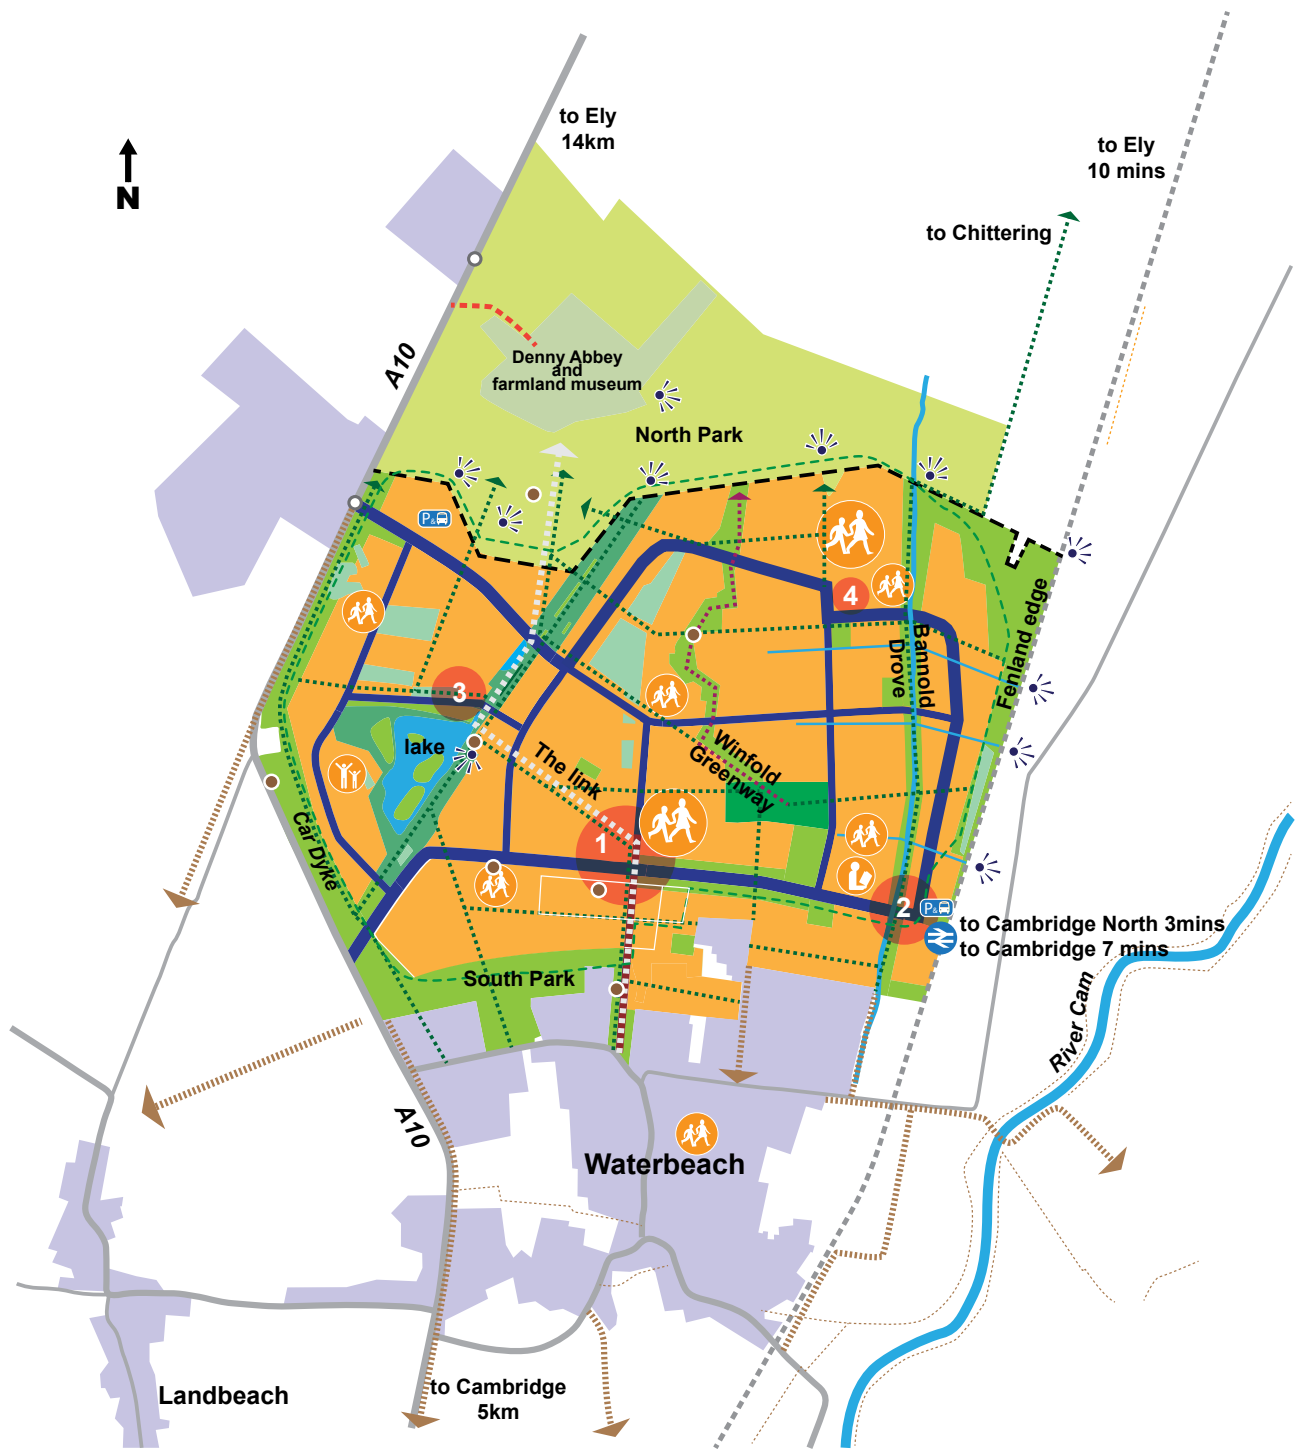 to Ely
14km
to Ely
10 mins
N
to Chittering
A10
Denny Abbey
and
farmland museum
North Park
P&
4
Fenland edge
Bannold
Drove
3
lake
The link
Winfold
Greenway
1
Car Dyke
2
P&
to Cambridge North 3mins
to Cambridge 7 mins
South Park
River Cam
A10
Waterbeach
Landbeach
to Cambridge
5km